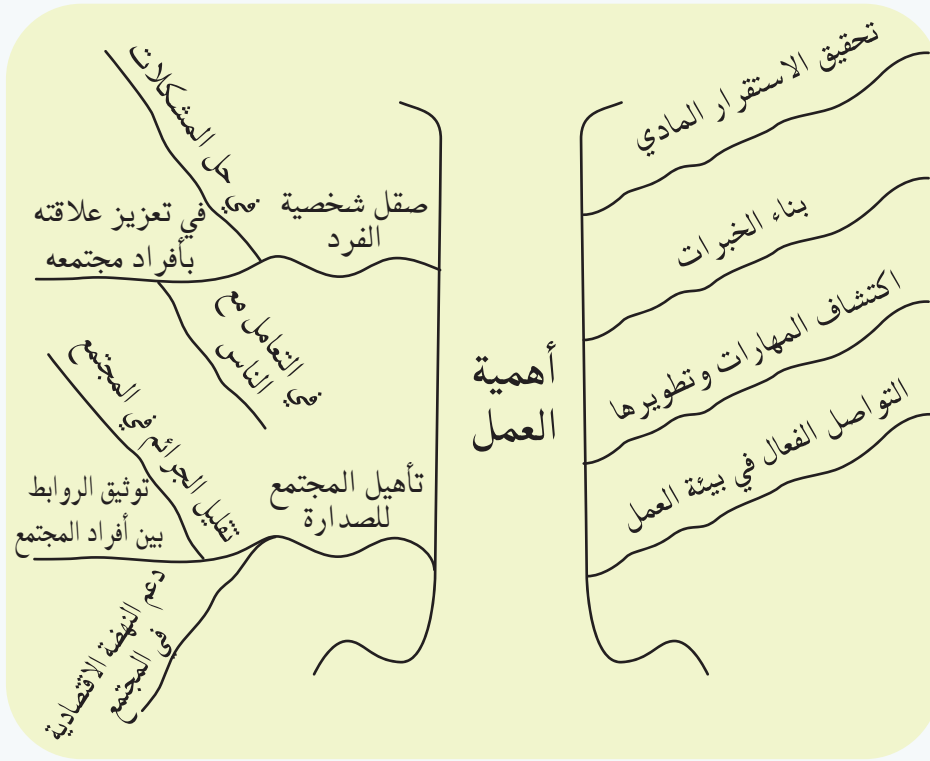 أهمية
العمل
تحقيق الاستقرار المادي
بناء الخبرات
اكتشاف المهارات وتطويرها
التواصل الفعال في بيئة العمل
صقل شخصية
الفرد
في حل المشكلات
في تعزيز علاقته
بأفراد مجتمعه
في التعامل مع
الناس
تأهيل المجتمع
للصدارة
تقليل الجرائم في المجتمع
توثيق الروابط
بين أفراد المجتمع
دعم النهضة الاقتصادية
في المجتمع